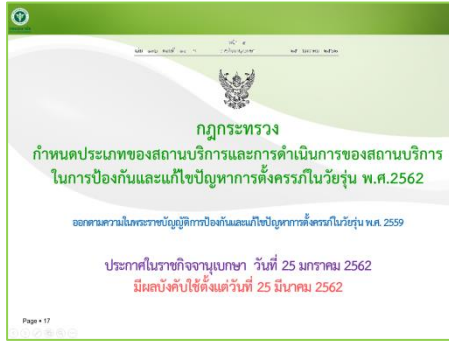 กฎกระทรวง
กำหนดประเภทของสถานบริการและการดำเนินการของสถานบริการ
ในการป้องกันและแก้ไขปัญหาการตั้งครรภ์ในวัยรุ่น พ.ศ.2562
ออกตามความในพระราชบัญญัติการป้องกันและแก้ไขปัญหาการตั้งครรภ์ในวัยรุ่น พ.ศ. 2559
ประกาศในราชกิจจานุเบกษา วันที่ 25 มกราคม 2562
มีผลบังคับใช้ตั้งแต่วันที่ 25 มีนาคม 2562
Page ▪ 17